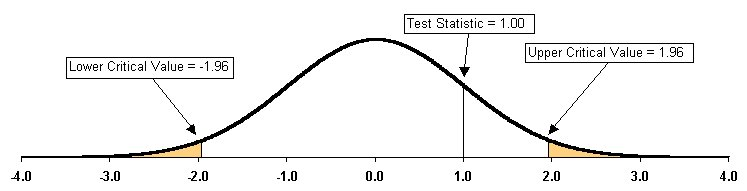 Test Statistic = 1.00
Upper Critical Value = 1.96
Lower Critical Value = -1.96
-4.0 -3.0 -2.0 -1.0 0.0 1.0 2.0 3.0 4.0